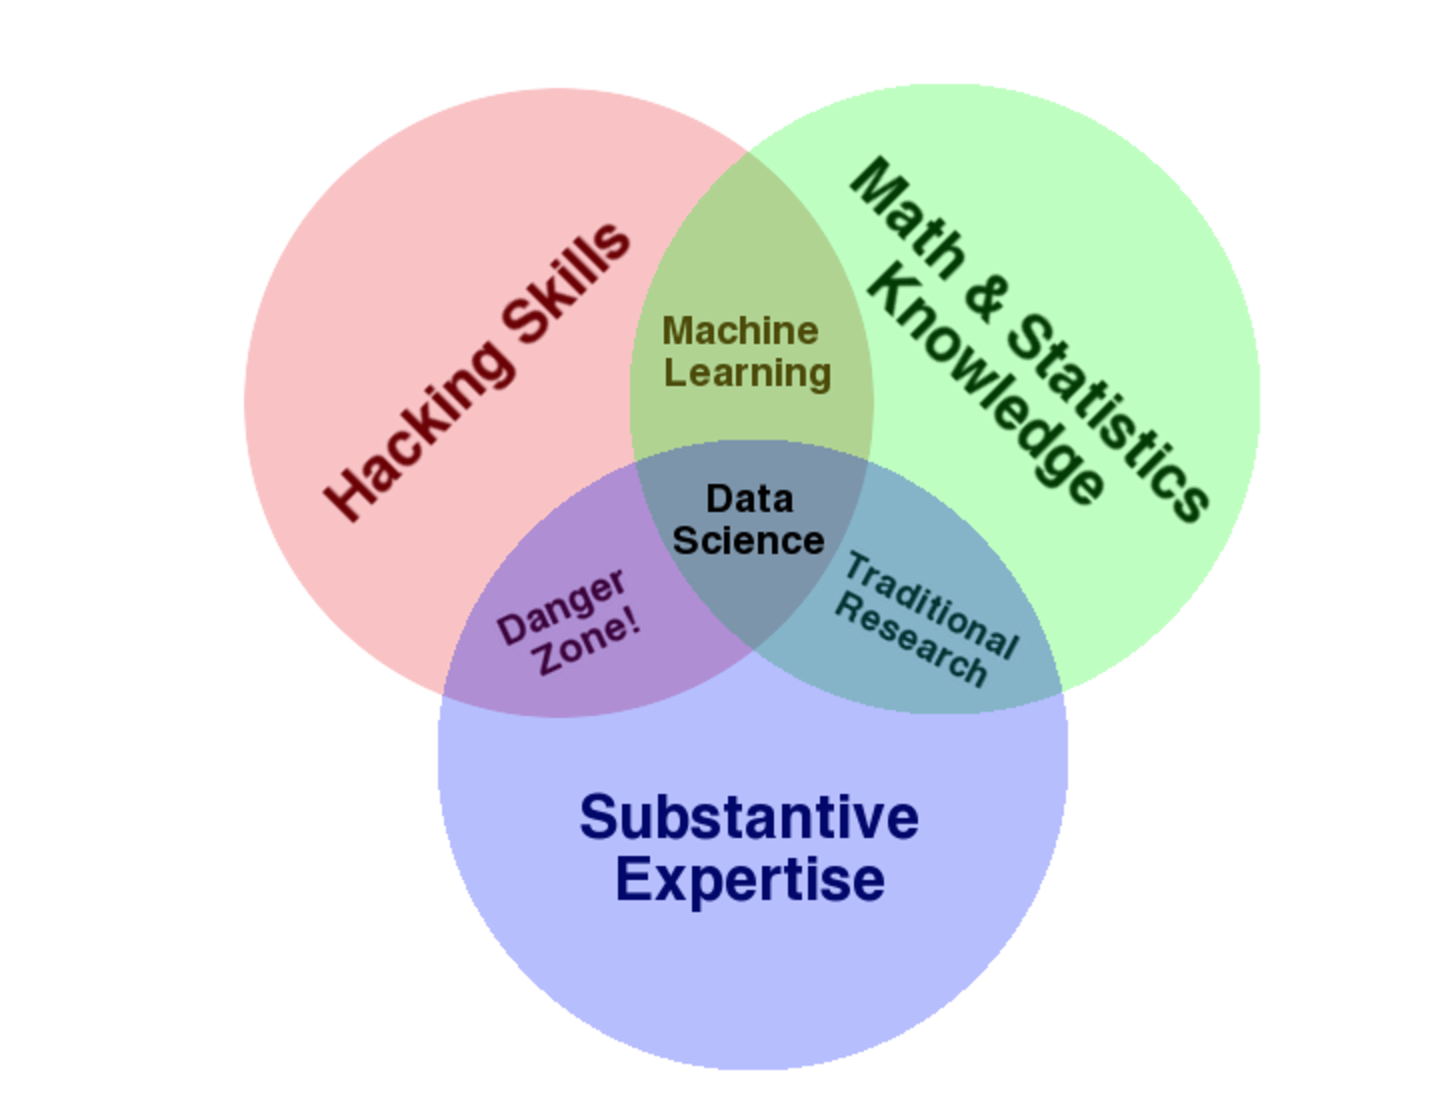 Hacking Skills
Math & Statistics
Knowledge
Machine
Learning
Data
Science
Danger
Zone!
Traditional
Research
Substantive
Expertise